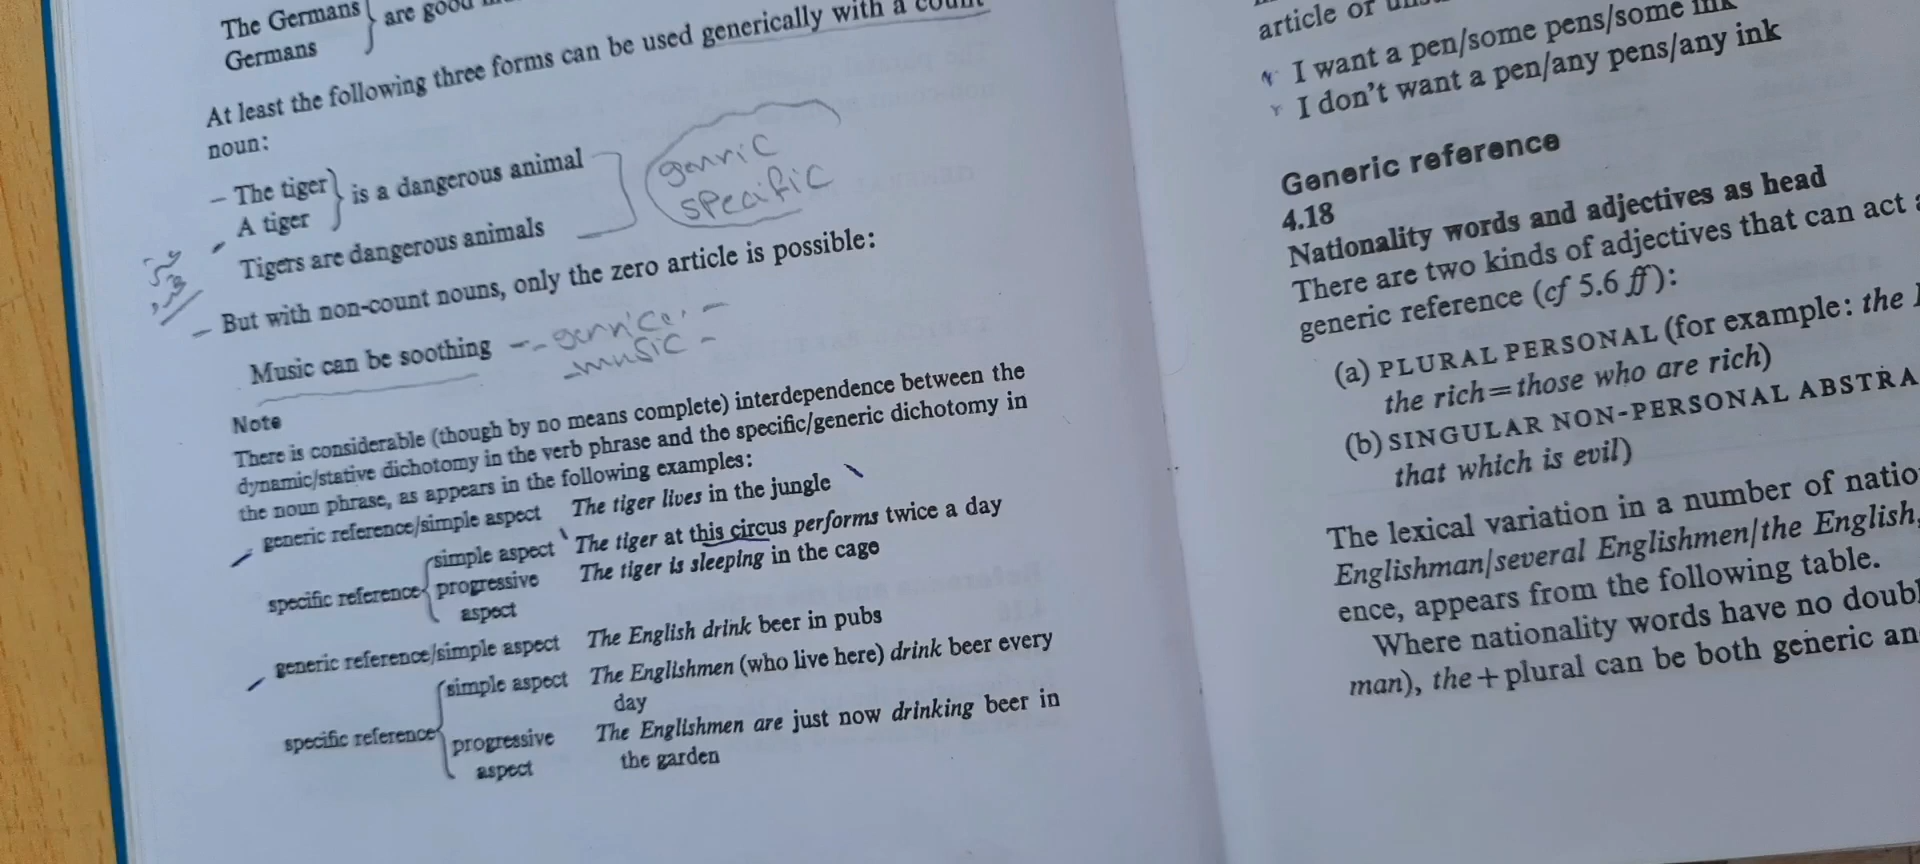 The Germans
Germans
are good
At least the following three forms can be used generically with a count
noun:
– The tiger
A tiger
is a dangerous animal
Tigers are dangerous animals
genric
specific
– But with non-count nouns, only the zero article is possible:
Music can be soothing
music
Note
There is considerable (though by no means complete) interdependence between the
dynamic/stative dichotomy in the verb phrase and the specific/generic dichotomy in
the noun phrase, as appears in the following examples:
generic reference/simple aspect The tiger lives in the jungle
specific reference
simple aspect The tiger at this circus performs twice a day
progressive The tiger is sleeping in the cage
aspect
generic reference/simple aspect The English drink beer in pubs
specific reference
simple aspect The Englishmen (who live here) drink beer every
day
progressive The Englishmen are just now drinking beer in
aspect the garden
article or
I want a pen/some pens/some ink
I don't want a pen/any pens/any ink
Generic reference
4.18
Nationality words and adjectives as head
There are two kinds of adjectives that can act
generic reference (cf 5.6 ff):
(a) PLURAL PERSONAL (for example: the
the rich=those who are rich)
(b) SINGULAR NON-PERSONAL ABSTRA
that which is evil)
The lexical variation in a number of natio
Englishman/several Englishmen/the English,
ence, appears from the following table.
Where nationality words have no doubl
man), the+plural can be both generic an